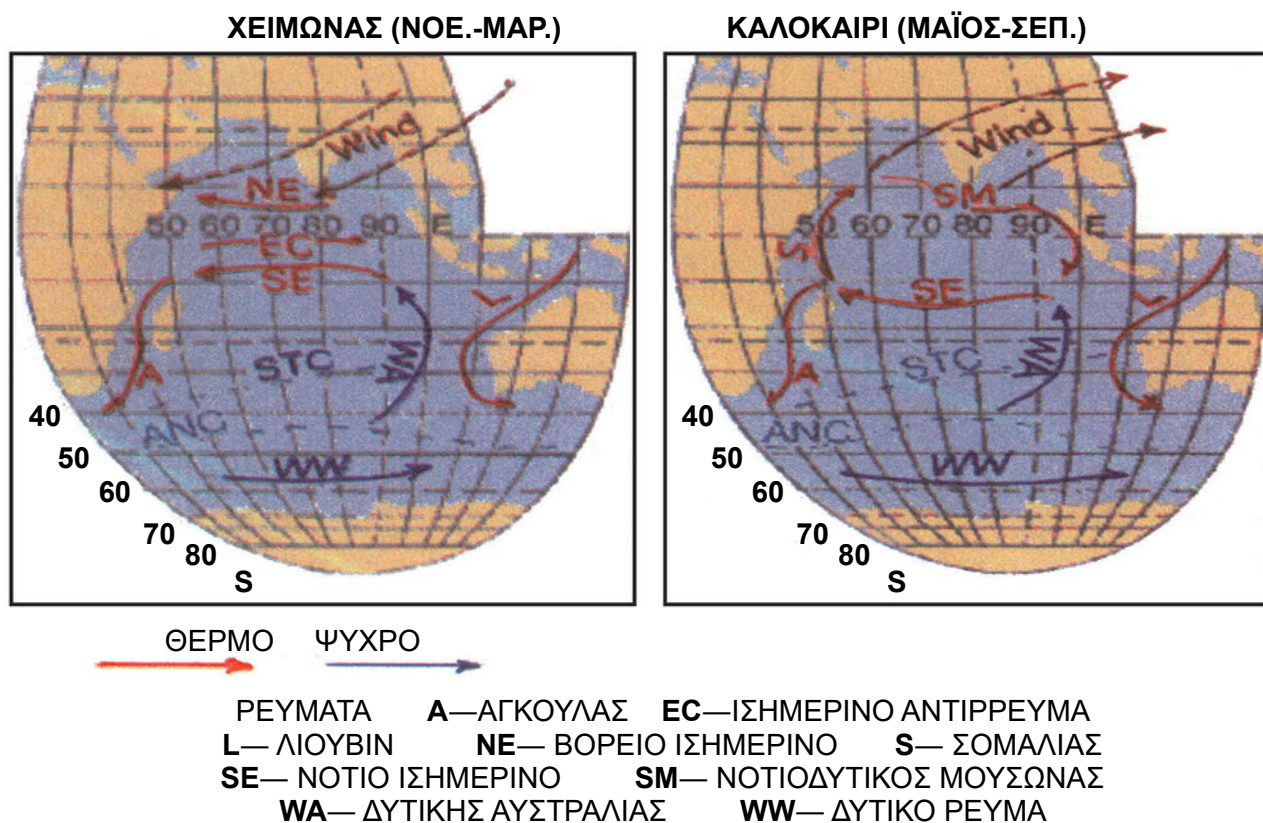 ΧΕΙΜΩΝΑΣ (ΝΟΕ.-ΜΑΡ.)
Wind
NE
50 60 70 80 90 E
EC
SE
L
STC
WA
A
ANC
WW
40
50
60
70
80
S
ΚΑΛΟΚΑΙΡΙ (ΜΑΪΟΣ-ΣΕΠ.)
Wind
SM
50 60 70 80 90 E
S
SE
L
STC
WA
A
ANC
WW
40
50
60
70
80
S
ΘΕΡΜΟ ΨΥΧΡΟ
ΡΕΥΜΑΤΑ A—ΑΓΚΟΥΛΑΣ EC—ΙΣΗΜΕΡΙΝΟ ΑΝΤΙΡΡΕΥΜΑ
L— ΛΙΟΥΒΙΝ NE— ΒΟΡΕΙΟ ΙΣΗΜΕΡΙΝΟ S— ΣΟΜΑΛΙΑΣ
SE— ΝΟΤΙΟ ΙΣΗΜΕΡΙΝΟ SM— ΝΟΤΙΟΔΥΤΙΚΟΣ ΜΟΥΣΩΝΑΣ
WA— ΔΥΤΙΚΗΣ ΑΥΣΤΡΑΛΙΑΣ WW— ΔΥΤΙΚΟ ΡΕΥΜΑ